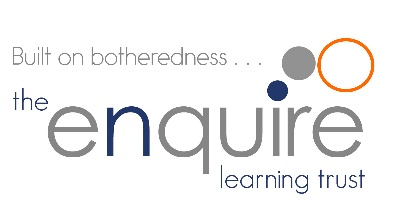 Built on botheredness . . .
the
enquire
learning trust